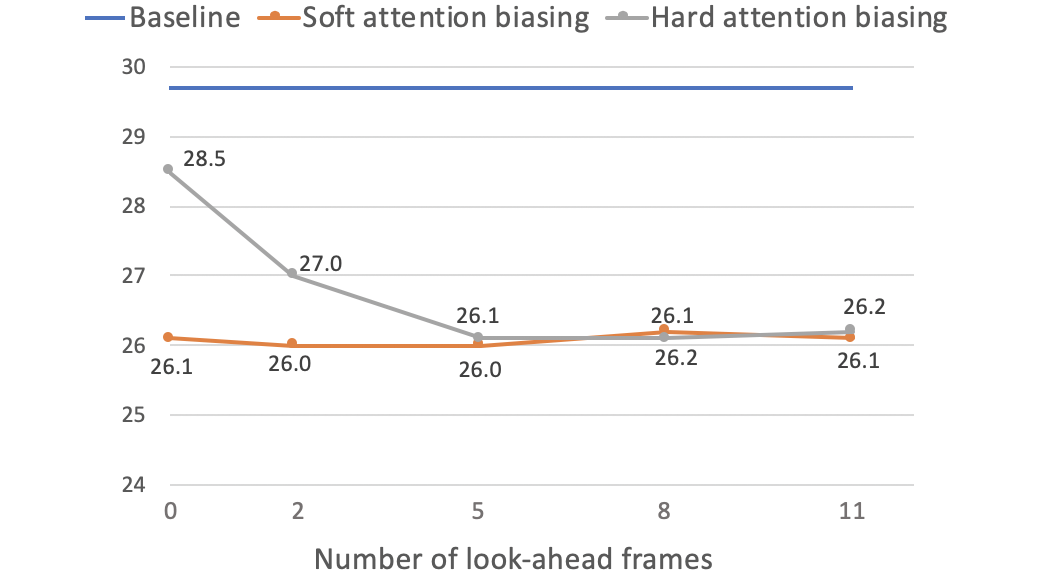 Baseline Soft attention biasing Hard attention biasing
30
29
28.5
28
27.0
27
26.2
26.1 26.1
26
26.1 26.0 26.0 26.2 26.1
25
24
0 2 5 8 11
Number of look-ahead frames